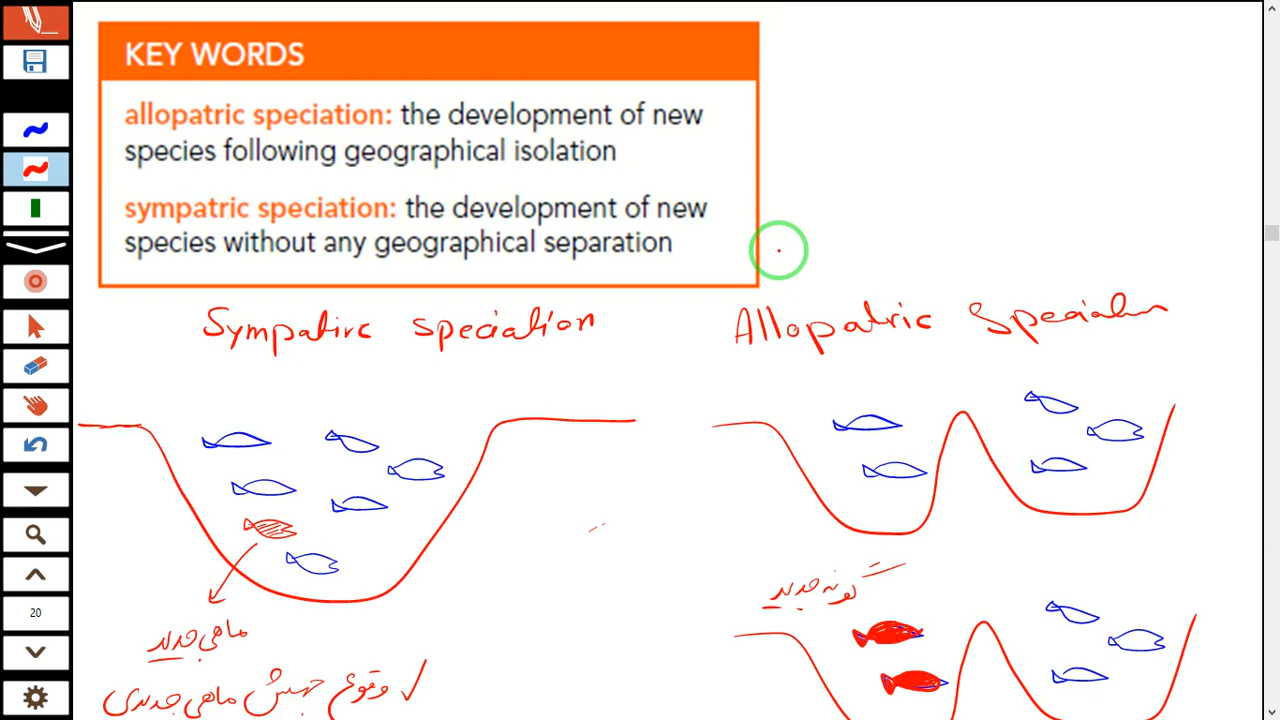 KEY WORDS
allopatric speciation: the development of new
species following geographical isolation
sympatric speciation: the development of new
species without any geographical separation
Sympatric speciation
Allopatric Speciation
ماهی جدید
✓ وقوع جهش ماهی جدیدی
گونه جدید
20